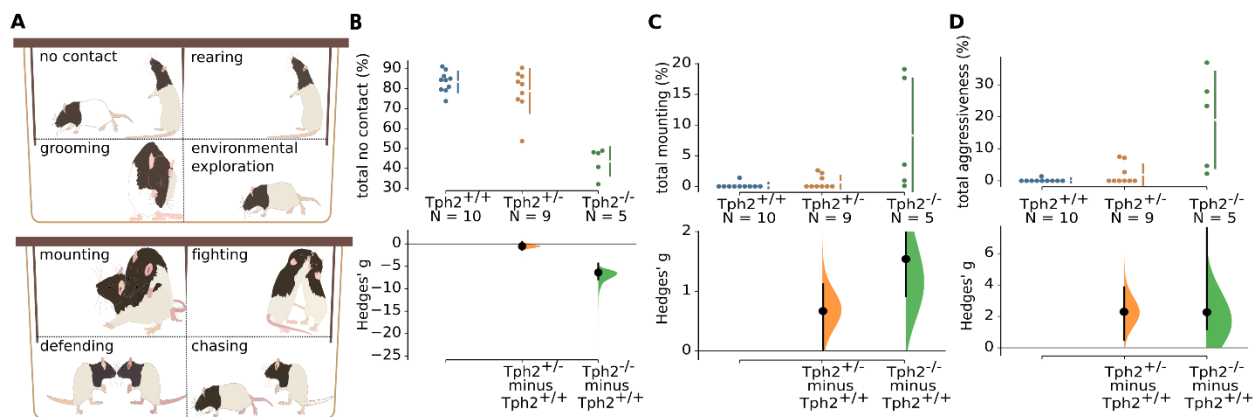 A
no contact
rearing
grooming
environmental
exploration
mounting
fighting
defending
chasing
B
total no contact (%)
90
80
70
60
50
40
30
Tph2+/+
N = 10
Tph2+/-
N = 9
Tph2-/-
N = 5
Hedges' g
0
−5
−10
−15
−20
−25
Tph2+/-
minus
Tph2+/+
Tph2-/-
minus
Tph2+/+
C
total mounting (%)
20
15
10
5
0
Tph2+/+
N = 10
Tph2+/-
N = 9
Tph2-/-
N = 5
Hedges' g
2
1
0
Tph2+/-
minus
Tph2+/+
Tph2-/-
minus
Tph2+/+
D
total aggressiveness (%)
30
20
10
0
Tph2+/+
N = 10
Tph2+/-
N = 9
Tph2-/-
N = 5
Hedges' g
6
4
2
0
Tph2+/-
minus
Tph2+/+
Tph2-/-
minus
Tph2+/+